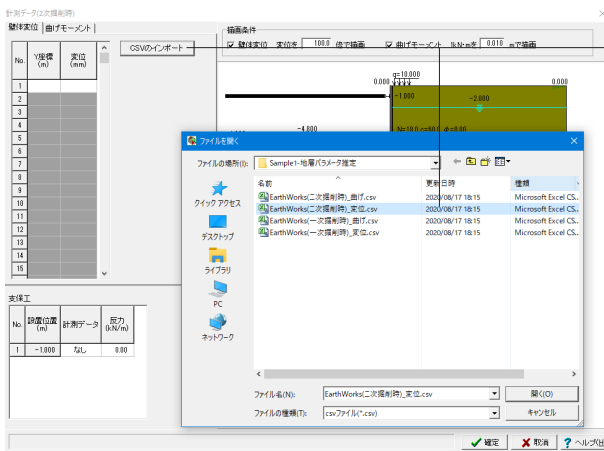 計測データ(2次掘削時)
壁体変位 曲げモーメント
No. Y座標(m) 変位(mm)
1
2
3
4
5
6
7
8
9
10
11
12
13
14
15
CSVのインポート
描画条件
壁体変位 変位を 100.0 倍で描画 曲げモーメント 1kN・mを 0.010 mで描画
q=10.000
0.000
0.000
-1.000
-2.800
-4.800
N=18.0 c=60.0 φ=0.00
ファイルを開く
ファイルの場所(I): Sample1-地層パラメータ推定
クイック アクセス
デスクトップ
ライブラリ
PC
ネットワーク
名前 更新日時 種類
EarthWorks(二次掘削時)_曲げ.csv 2020/08/17 18:15 Microsoft Excel CS...
EarthWorks(二次掘削時)_変位.csv 2020/08/17 18:15 Microsoft Excel CS...
EarthWorks(一次掘削時)_曲げ.csv 2020/08/17 18:15 Microsoft Excel CS...
EarthWorks(一次掘削時)_変位.csv 2020/08/17 18:15 Microsoft Excel CS...
ファイル名(N): EarthWorks(二次掘削時)_変位.csv 開く(O)
ファイルの種類(T): csvファイル(*.csv) キャンセル
支保工
No. 設置位置(m) 計測データ 反力(kN/m)
1 -1.000 なし 0.00
確定 取消 ? ヘルプ(H